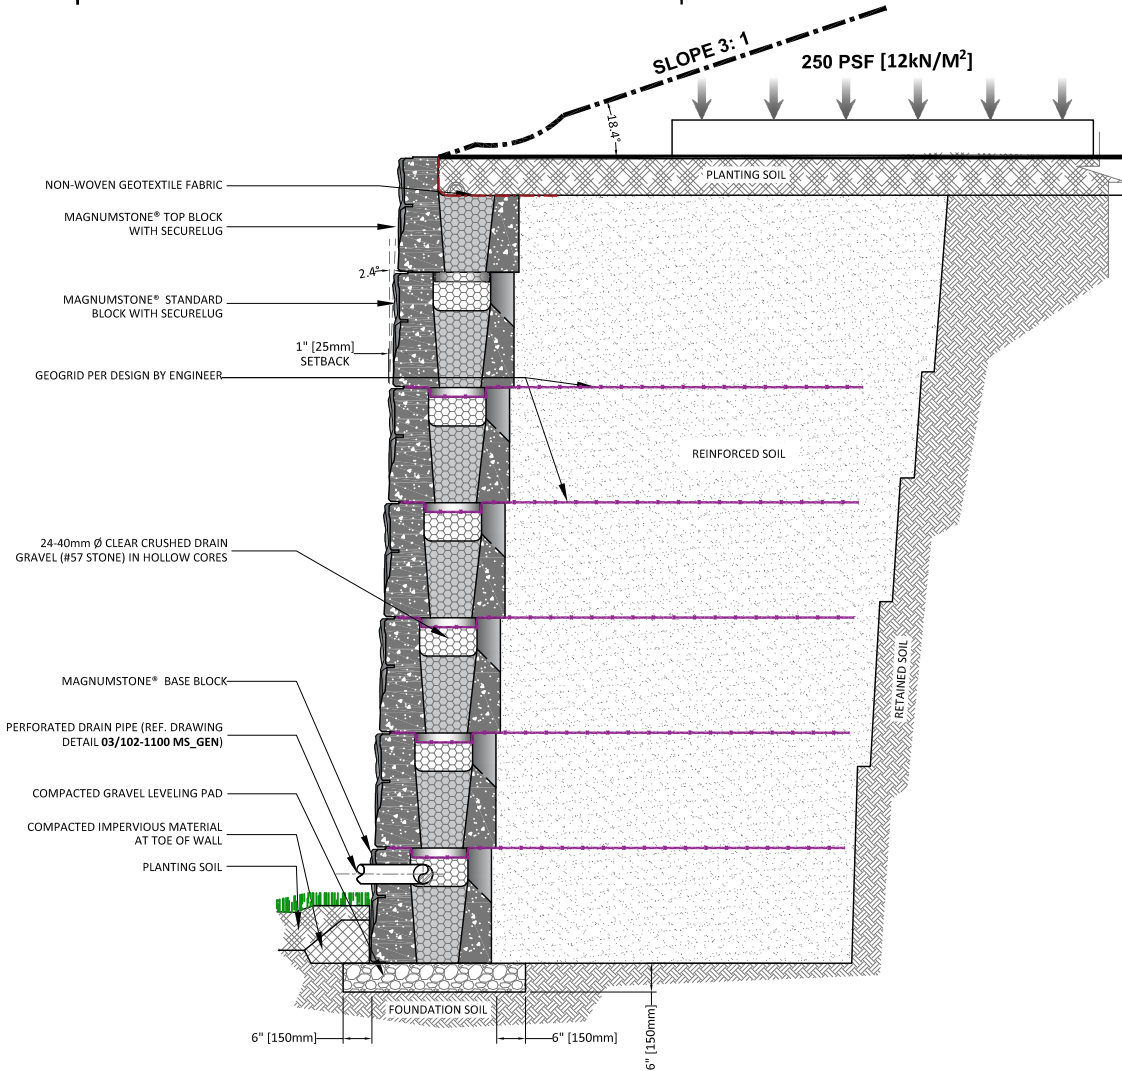 SLOPE 3: 1
250 PSF [12kN/M²]
18.4°
PLANTING SOIL
NON-WOVEN GEOTEXTILE FABRIC
MAGNUMSTONE® TOP BLOCK
WITH SECURELUG
2.4°
MAGNUMSTONE® STANDARD
BLOCK WITH SECURELUG
1" [25mm]
SETBACK
GEOGRID PER DESIGN BY ENGINEER
REINFORCED SOIL
24-40mm Ø CLEAR CRUSHED DRAIN
GRAVEL (#57 STONE) IN HOLLOW CORES
RETAINED SOIL
MAGNUMSTONE® BASE BLOCK
PERFORATED DRAIN PIPE (REF. DRAWING
DETAIL 03/102-1100 MS_GEN)
COMPACTED GRAVEL LEVELING PAD
COMPACTED IMPERVIOUS MATERIAL
AT TOE OF WALL
PLANTING SOIL
FOUNDATION SOIL
6" [150mm]
6" [150mm]
6" [150mm]